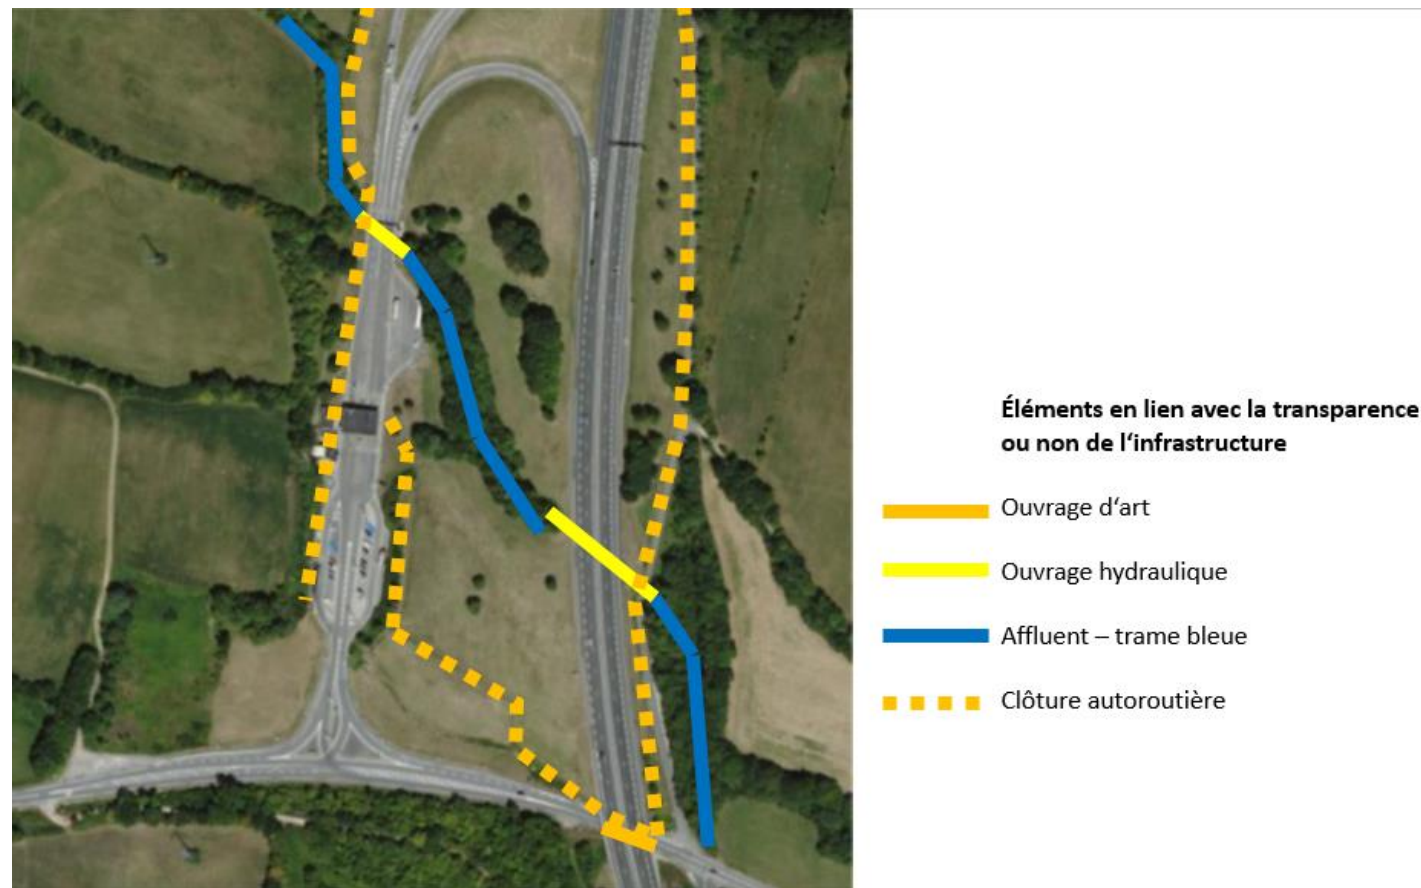 Éléments en lien avec la transparence
ou non de l‘infrastructure
Ouvrage d‘art
Ouvrage hydraulique
Affluent – trame bleue
Clôture autoroutière